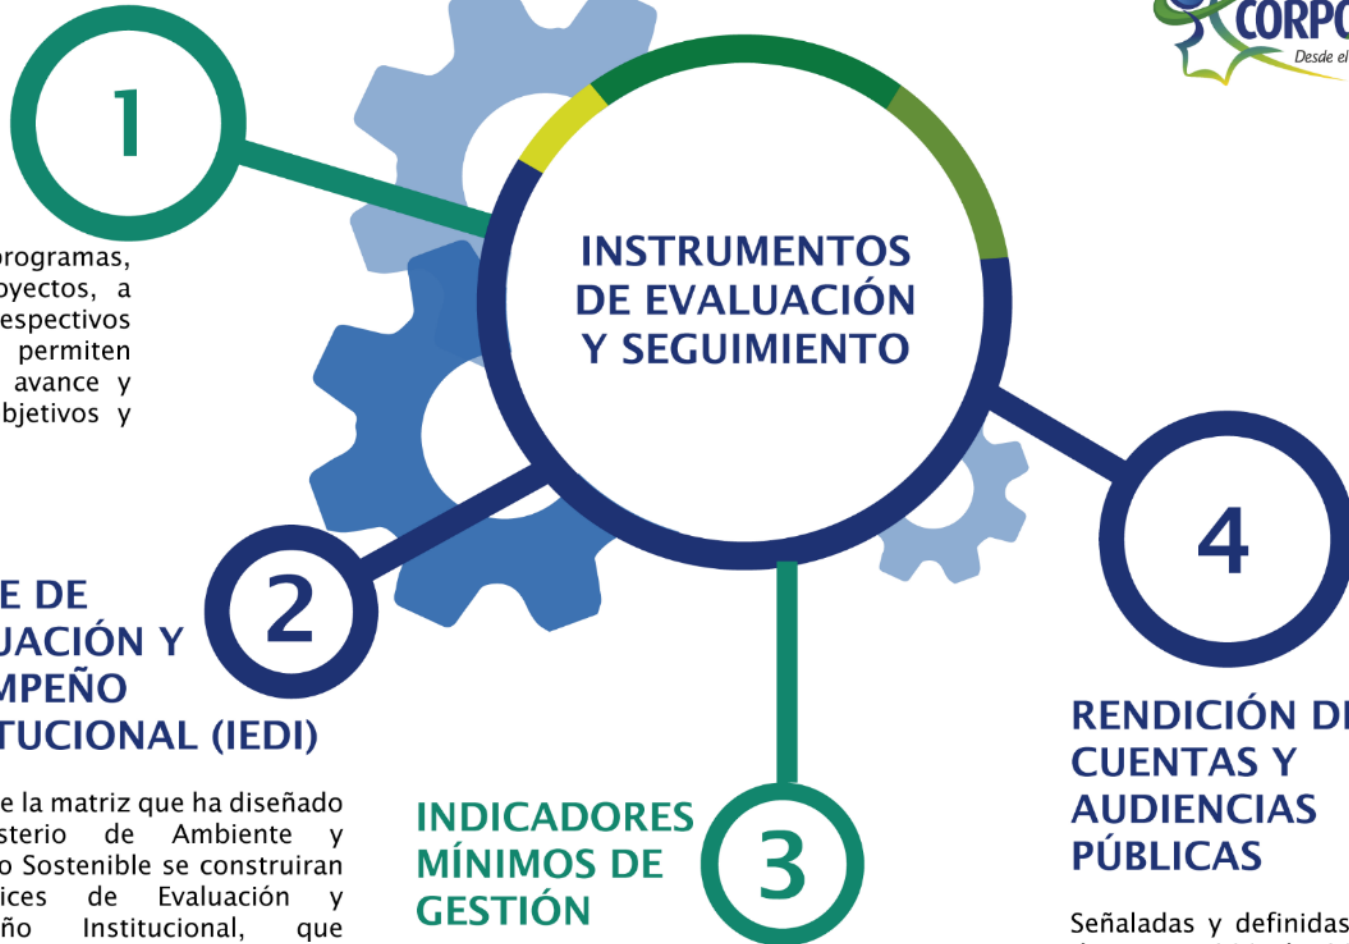 CORPO
Desde el
1
programas,
oyectos, a
espectivos
permiten
avance y
bjetivos y
INSTRUMENTOS
DE EVALUACIÓN
Y SEGUIMIENTO
2
E DE
UACIÓN Y
MPEÑO
TUCIONAL (IEDI)
e la matriz que ha diseñado
sterio de Ambiente y
o Sostenible se construiran
ices de Evaluación y
ño Institucional, que
INDICADORES
MÍNIMOS DE
GESTIÓN
3
4
RENDICIÓN DE
CUENTAS Y
AUDIENCIAS
PÚBLICAS
Señaladas y definidas